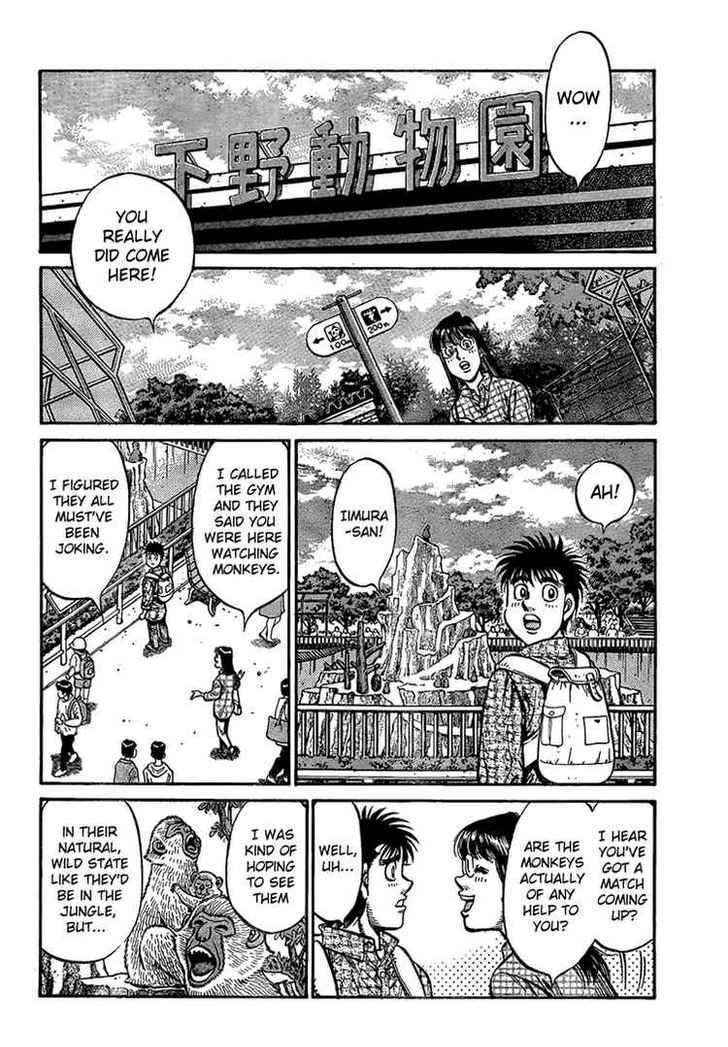 下野動物園
WOW
...
YOU
REALLY
DID COME
HERE!
100m
200m
AH!
IIMURA
-SAN!
I CALLED
THE GYM
AND THEY
SAID YOU
WERE HERE
WATCHING
MONKEYS.
I FIGURED
THEY ALL
MUST'VE
BEEN
JOKING.
I HEAR
YOU'VE
GOT A
MATCH
COMING
UP?
ARE THE
MONKEYS
ACTUALLY
OF ANY
HELP TO
YOU?
WELL,
UH...
I WAS
KIND OF
HOPING
TO SEE
THEM
IN THEIR
NATURAL,
WILD STATE
LIKE THEY'D
BE IN THE
JUNGLE,
BUT...